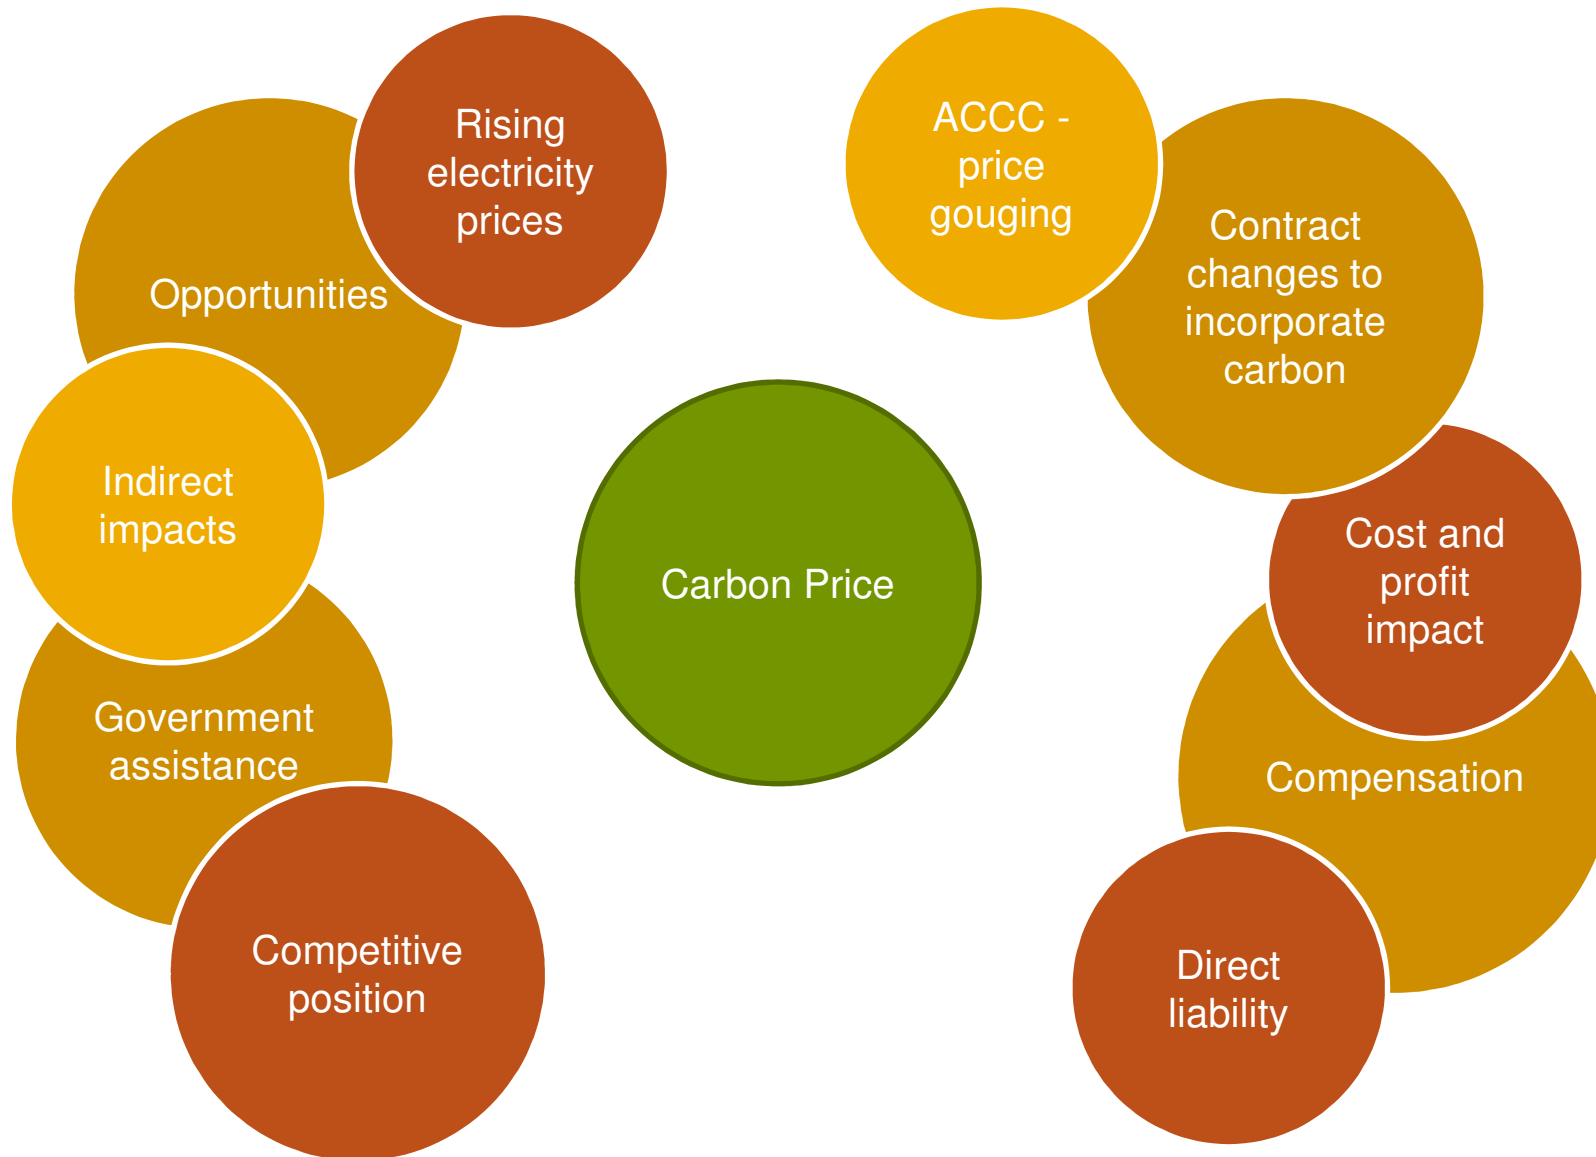 Rising
electricity
prices
Opportunities
Indirect
impacts
Government
assistance
Competitive
position
Carbon Price
ACCC -
price
gouging
Contract
changes to
incorporate
carbon
Cost and
profit
impact
Compensation
Direct
liability